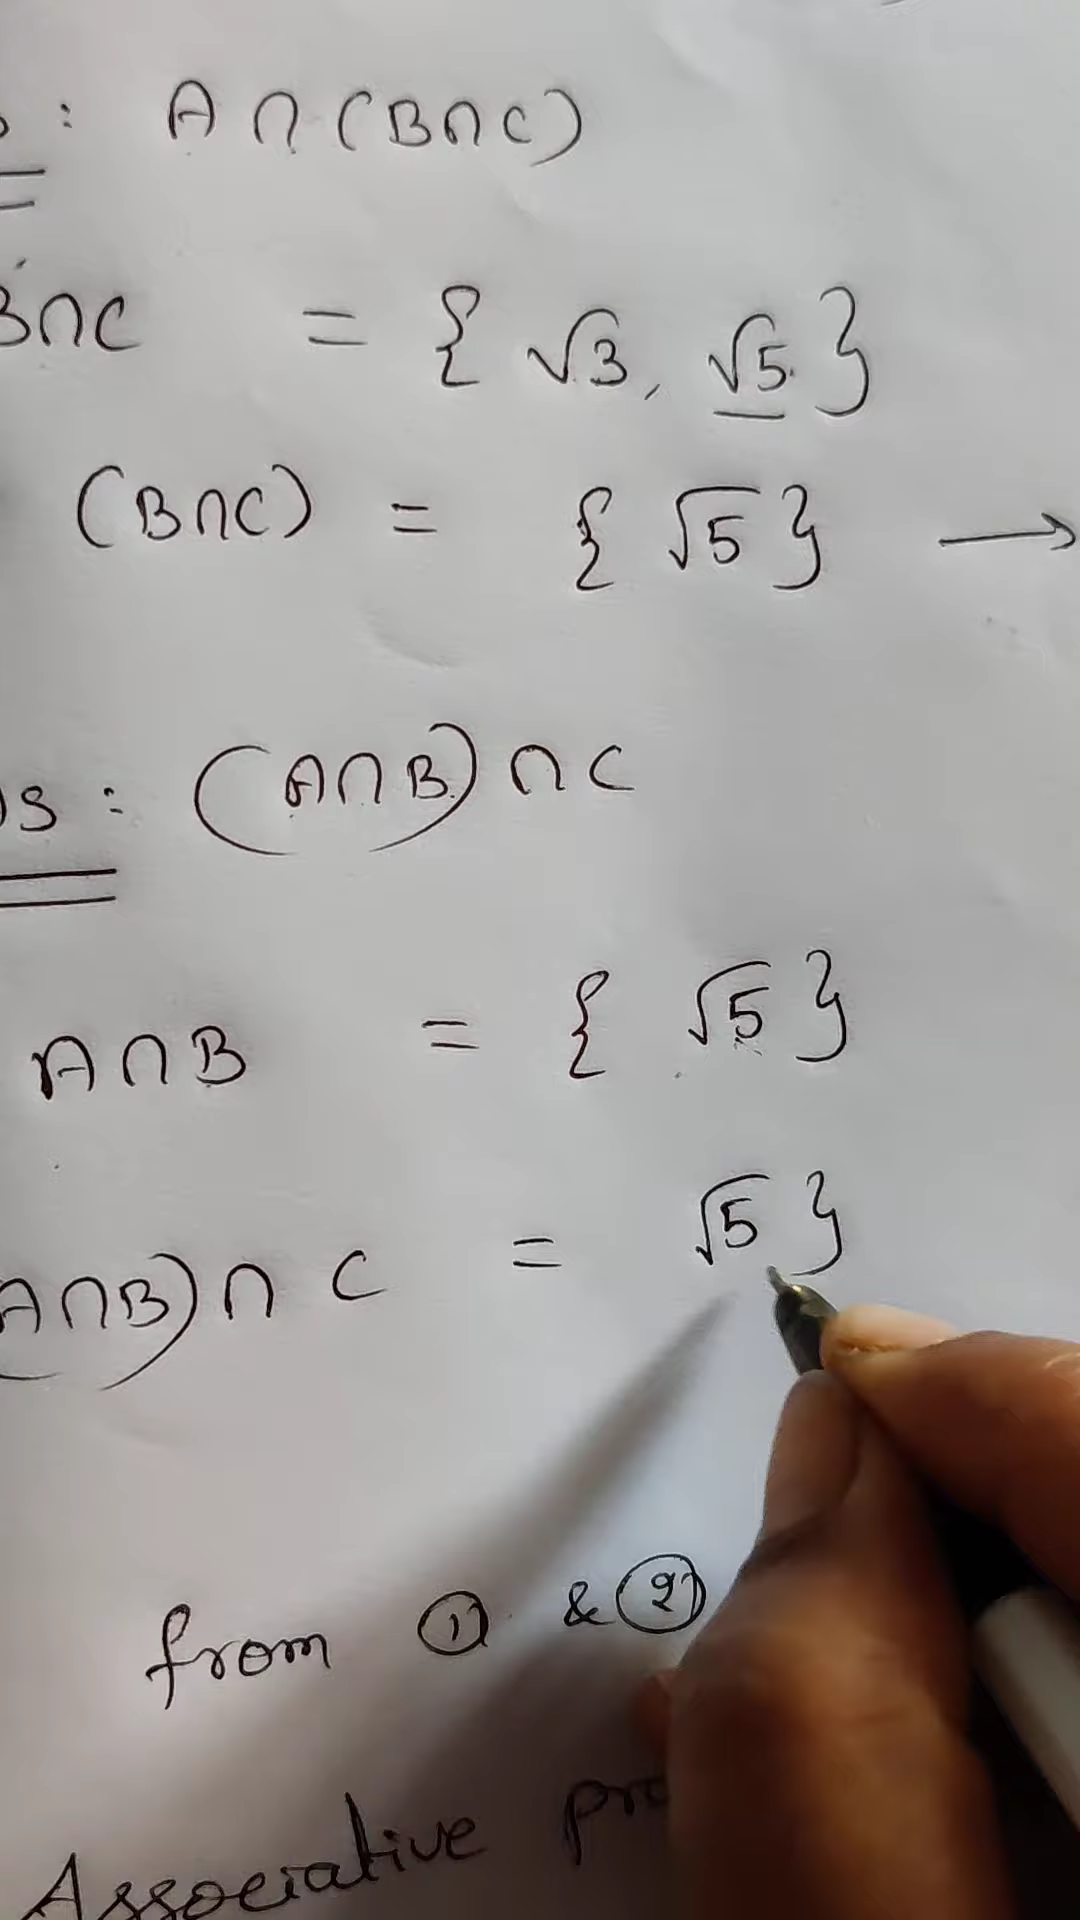 : A∩(B∩C)
B∩C = { √3, √5 }
(B∩C) = { √5 } →
S : (A∩B)∩C
A∩B = { √5 }
A∩B)∩ C = √5 }
from ① & ②
Associative